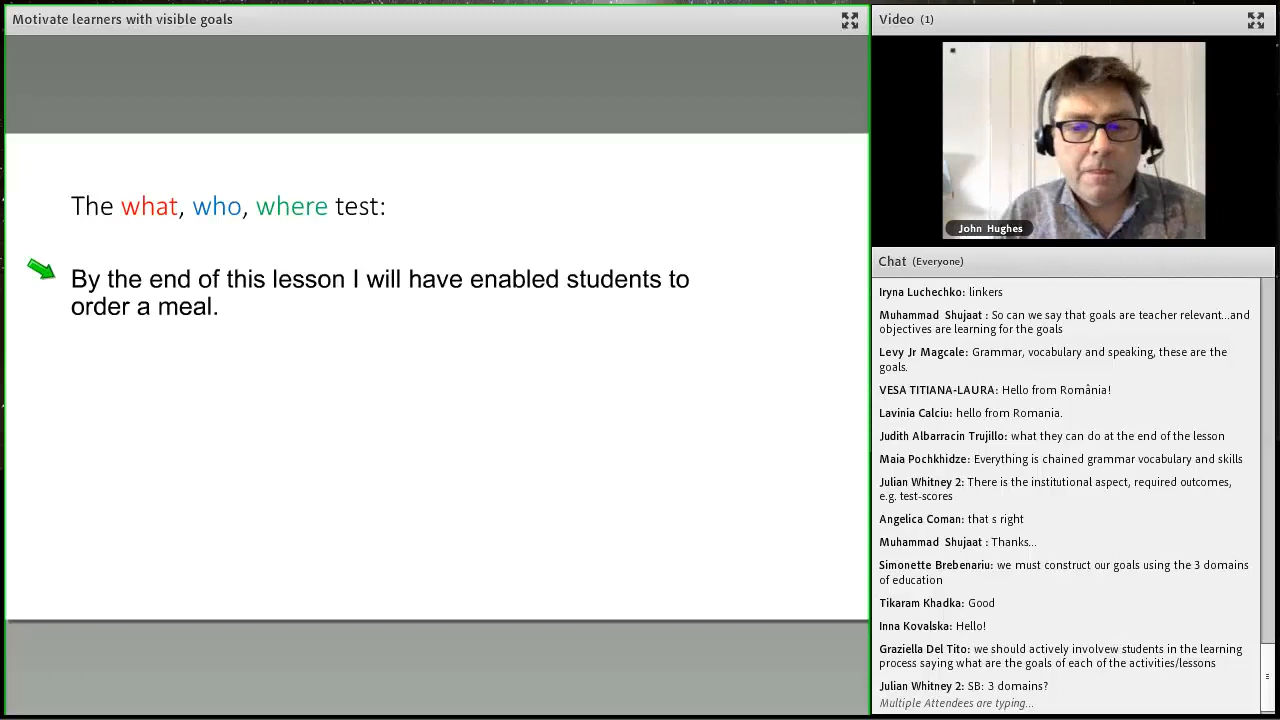 Motivate learners with visible goals
The what, who, where test:
By the end of this lesson I will have enabled students to
order a meal.
Video (1)
John Hughes
Chat (Everyone)
Iryna Luchechko: linkers
Muhammad Shujaat : So can we say that goals are teacher relevant...and
objectives are learning for the goals
Levy Jr Magcale: Grammar, vocabulary and speaking, these are the
goals.
VESA TITIANA-LAURA: Hello from România!
Lavinia Calciu: hello from Romania.
Judith Albarracin Trujillo: what they can do at the end of the lesson
Maia Pochkhidze: Everything is chained grammar vocabulary and skills
Julian Whitney 2: There is the institutional aspect, required outcomes,
e.g. test-scores
Angelica Coman: that s right
Muhammad Shujaat : Thanks...
Simonette Brebenariu: we must construct our goals using the 3 domains
of education
Tikaram Khadka: Good
Inna Kovalska: Hello!
Graziella Del Tito: we should actively involvew students in the learning
process saying what are the goals of each of the activities/lessons
Julian Whitney 2: SB: 3 domains?
Multiple Attendees are typing...